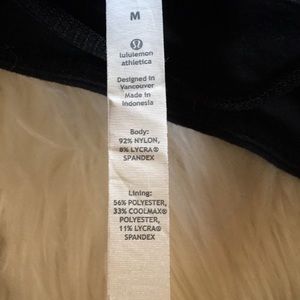 M
lululemon
athletica
Designed in
Vancouver
Made in
Indonesia
Body:
92% NYLON,
8% LYCRA®
SPANDEX
Lining:
56% POLYESTER,
33% COOLMAX®
POLYESTER,
11% LYCRA®
SPANDEX